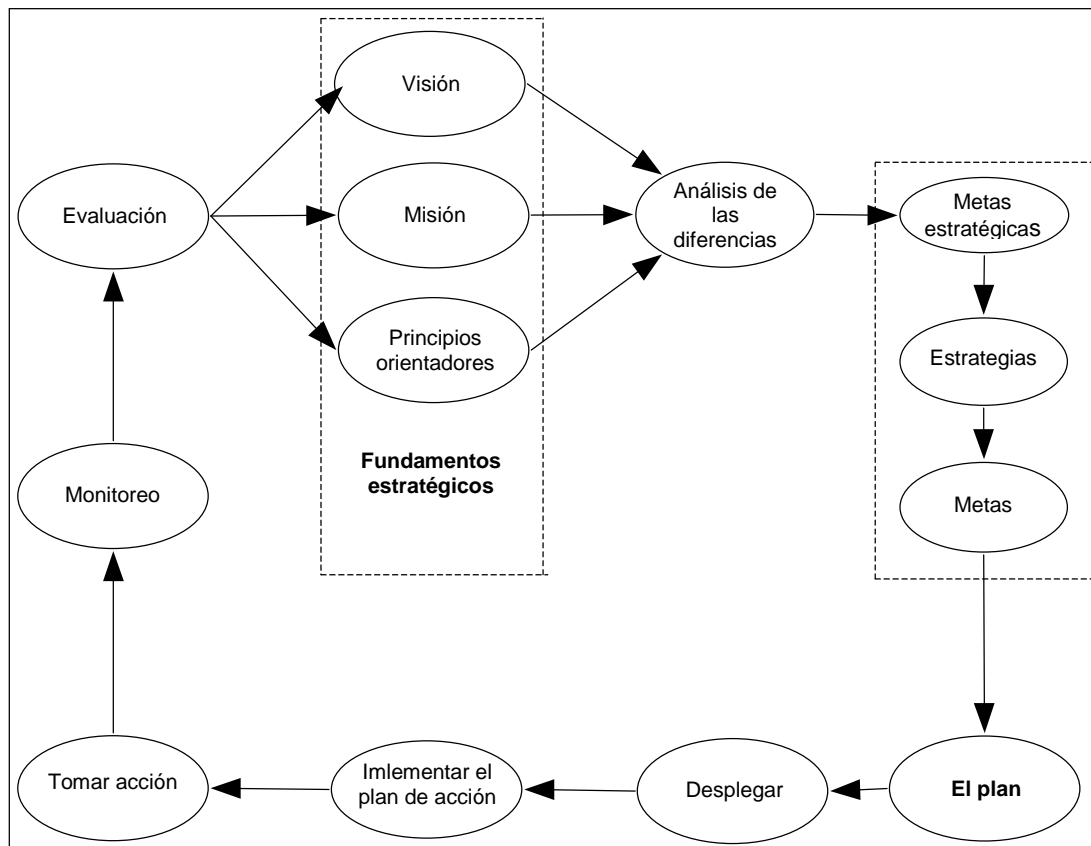 Visión
Evaluación
Misión
Análisis de
las
diferencias
Metas
estratégicas
Principios
orientadores
Estrategias
Fundamentos
estratégicos
Monitoreo
Metas
Tomar acción
Imlementar el
plan de acción
Desplegar
El plan